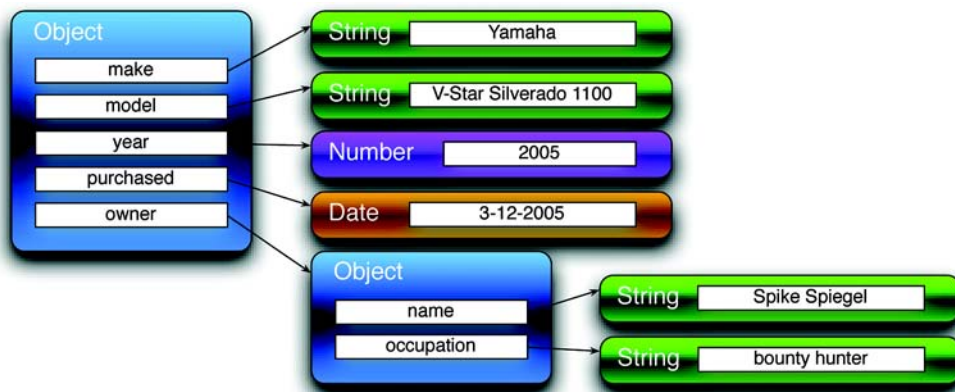 Object
make
model
year
purchased
owner
String Yamaha
String V-Star Silverado 1100
Number 2005
Date 3-12-2005
Object
name
occupation
String Spike Spiegel
String bounty hunter